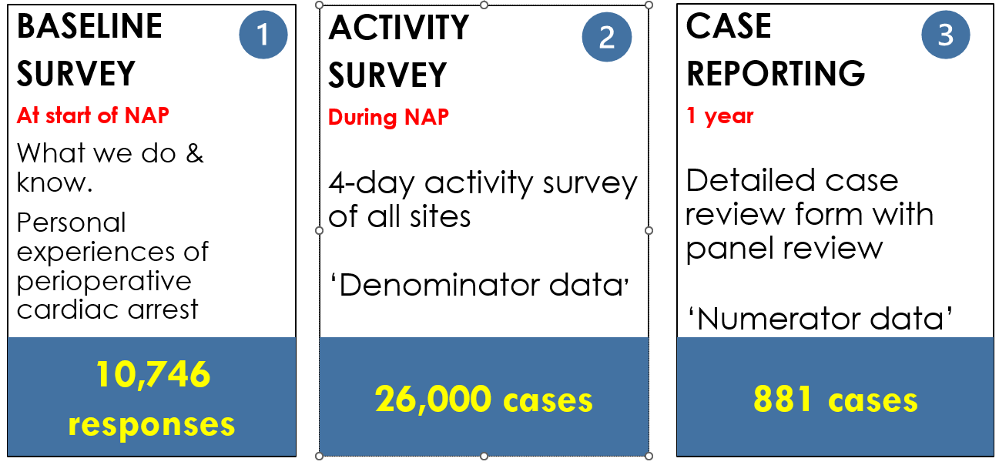 BASELINE
SURVEY
1
At start of NAP
What we do &
know.
Personal
experiences of
perioperative
cardiac arrest
10,746
responses
ACTIVITY
SURVEY
2
During NAP
4-day activity survey
of all sites
‘Denominator data’
26,000 cases
CASE
REPORTING
3
1 year
Detailed case
review form with
panel review
‘Numerator data’
881 cases